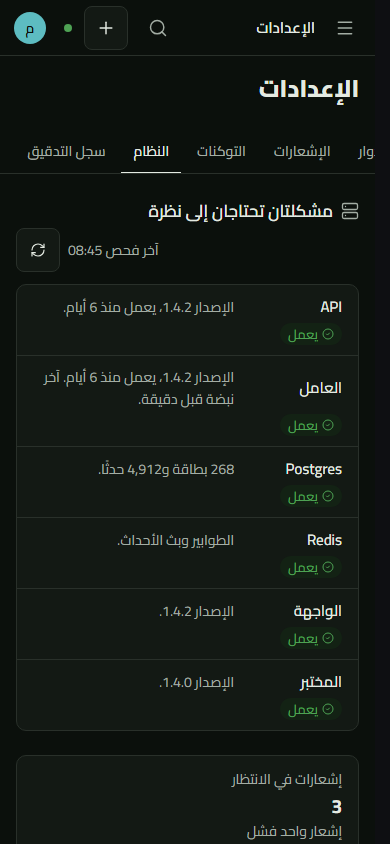 الإعدادات
م
الإعدادات
وار
الإشعارات
التوكنات
النظام
سجل التدقيق
مشكلتان تحتاجان إلى نظرة
آخر فحص 08:45
API
الإصدار 1.4.2، يعمل منذ 6 أيام.
يعمل
العامل
الإصدار 1.4.2، يعمل منذ 6 أيام. آخر
نبضة قبل دقيقة.
يعمل
Postgres
268 بطاقة و4,912 حدثًا.
يعمل
Redis
الطوابير وبث الأحداث.
يعمل
الواجهة
الإصدار 1.4.2.
يعمل
المختبر
الإصدار 1.4.0.
يعمل
إشعارات في الانتظار
3
إشعار واحد فشل